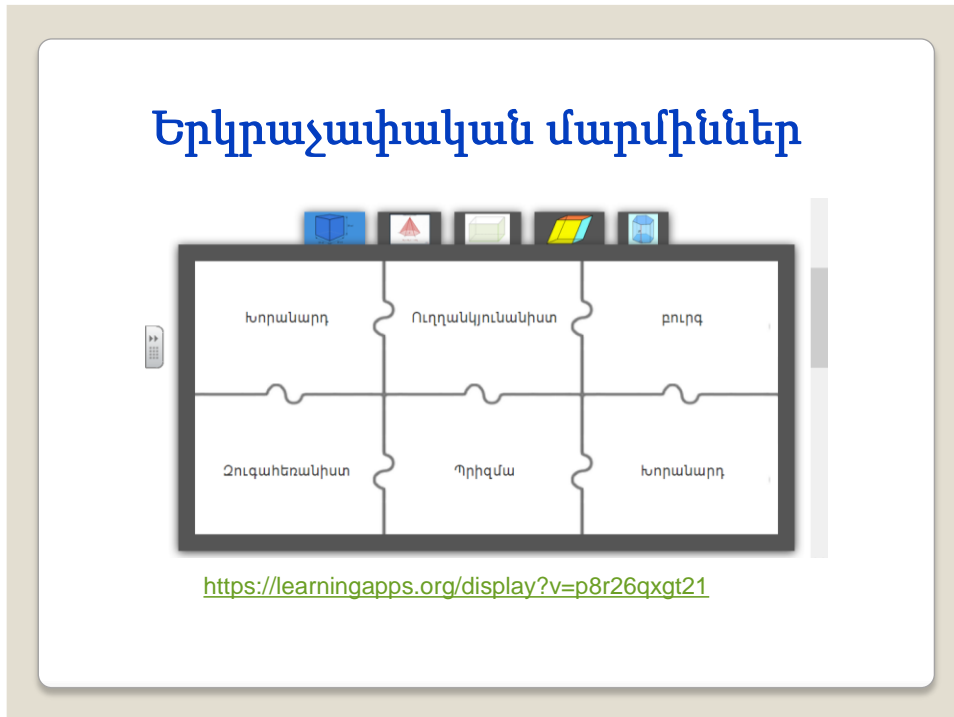 Երկրաչափական մարմիններ
Խորանարդ
Ուղղանկյունանիստ
բուրգ
Զուգահեռանիստ
Պրիզմա
Խորանարդ
https://learningapps.org/display?v=p8r26qxgt21